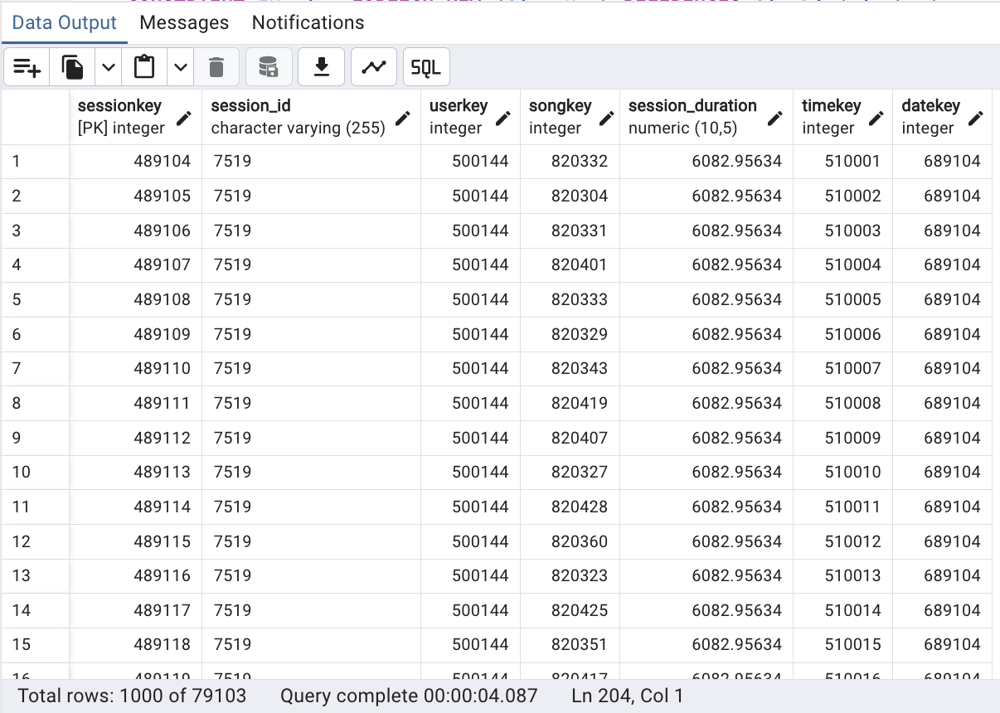 Data Output Messages Notifications
SQL
sessionkey session_id userkey songkey session_duration timekey datekey
[PK] integer character varying (255) integer integer numeric (10,5) integer integer
1 489104 7519 500144 820332 6082.95634 510001 689104
2 489105 7519 500144 820304 6082.95634 510002 689104
3 489106 7519 500144 820331 6082.95634 510003 689104
4 489107 7519 500144 820401 6082.95634 510004 689104
5 489108 7519 500144 820333 6082.95634 510005 689104
6 489109 7519 500144 820329 6082.95634 510006 689104
7 489110 7519 500144 820343 6082.95634 510007 689104
8 489111 7519 500144 820419 6082.95634 510008 689104
9 489112 7519 500144 820407 6082.95634 510009 689104
10 489113 7519 500144 820327 6082.95634 510010 689104
11 489114 7519 500144 820428 6082.95634 510011 689104
12 489115 7519 500144 820360 6082.95634 510012 689104
13 489116 7519 500144 820323 6082.95634 510013 689104
14 489117 7519 500144 820425 6082.95634 510014 689104
15 489118 7519 500144 820351 6082.95634 510015 689104
16 489119 7519 500144 820417 6082.95634 510016 689104
Total rows: 1000 of 79103 Query complete 00:00:04.087 Ln 204, Col 1